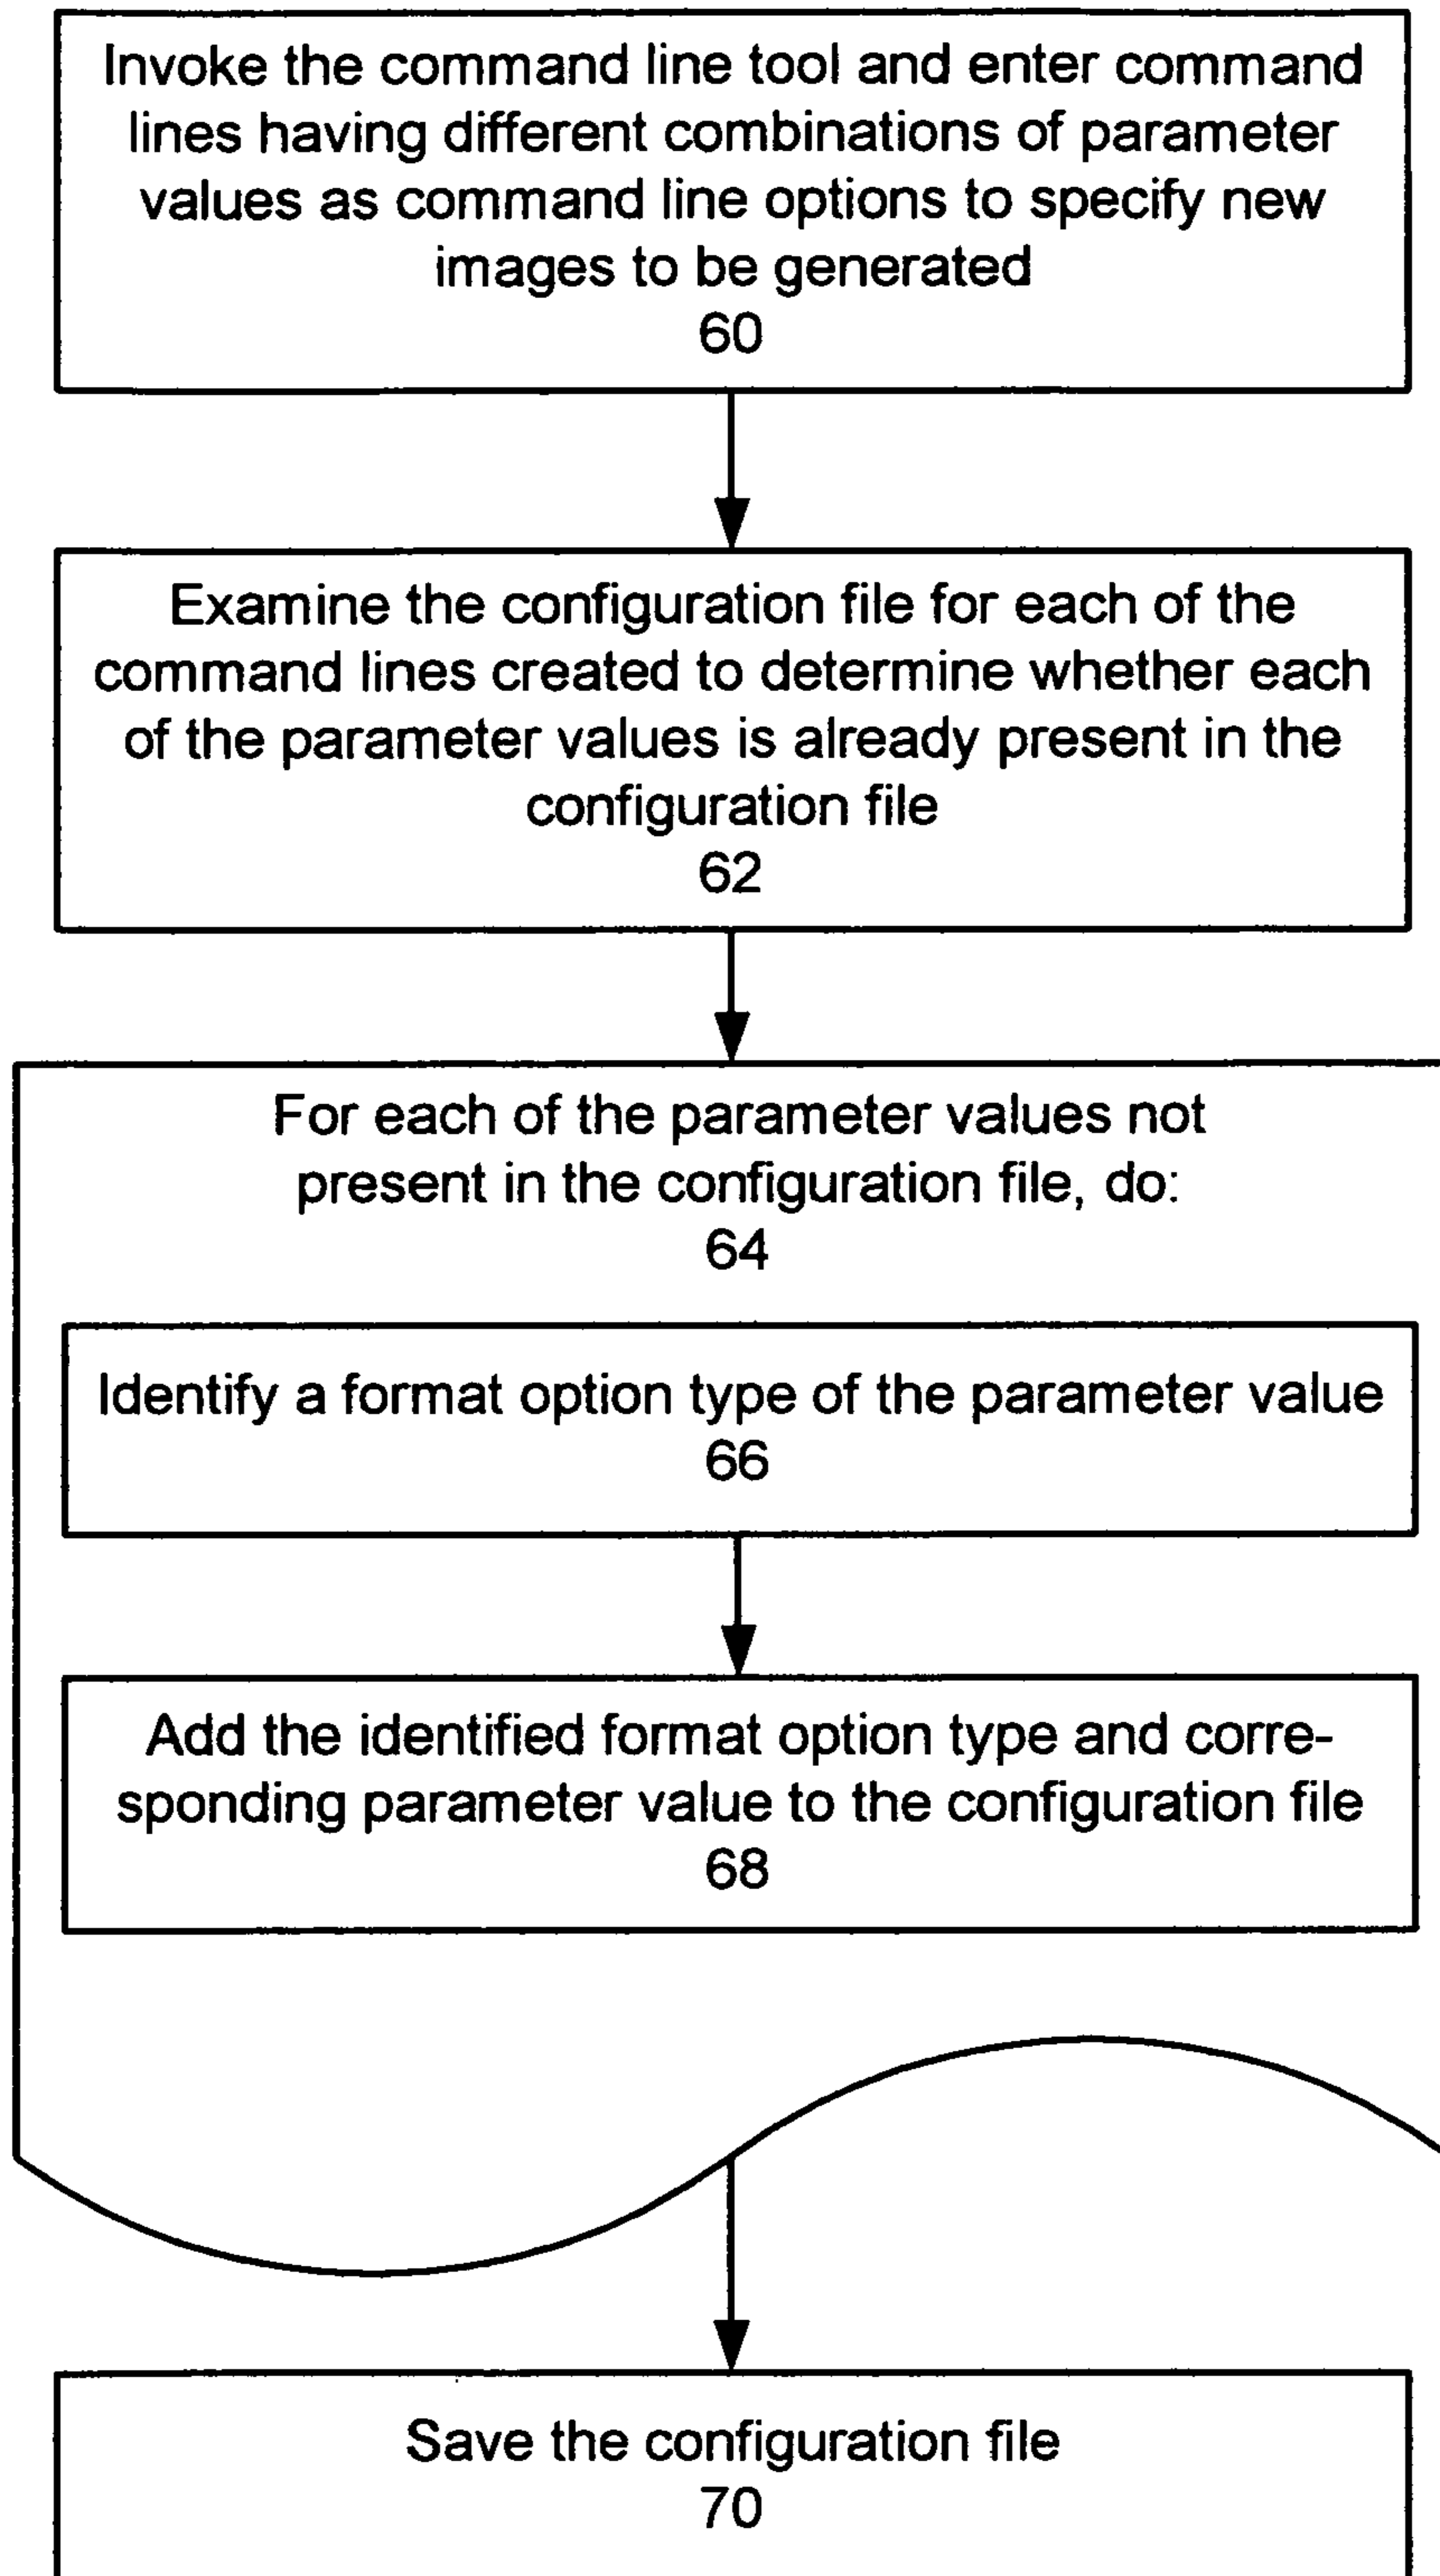 Invoke the command line tool and enter command
lines having different combinations of parameter
values as command line options to specify new
images to be generated
60
Examine the configuration file for each of the
command lines created to determine whether each
of the parameter values is already present in the
configuration file
62
For each of the parameter values not
present in the configuration file, do:
64
Identify a format option type of the parameter value
66
Add the identified format option type and corre-
sponding parameter value to the configuration file
68
Save the configuration file
70